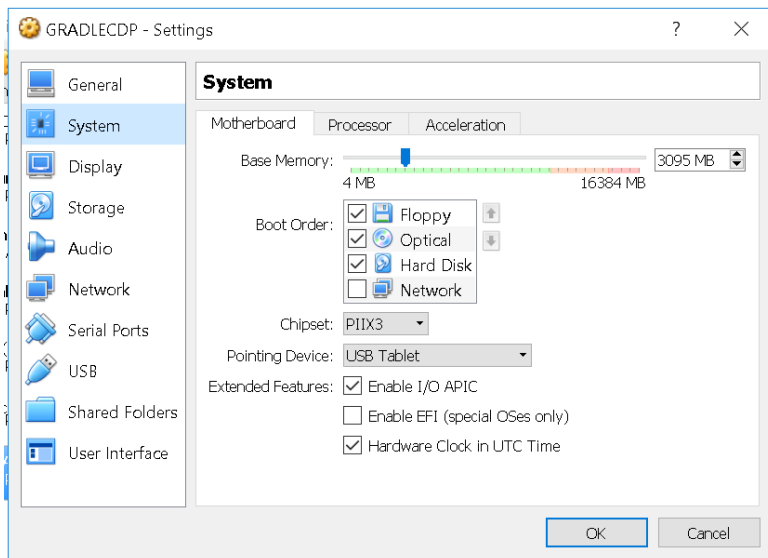 GRADLECDP - Settings
General
System
Display
Storage
Audio
Network
Serial Ports
USB
Shared Folders
User Interface
System
Motherboard Processor Acceleration
Base Memory: 3095 MB
4 MB 16384 MB
Boot Order: Floppy
Optical
Hard Disk
Network
Chipset: PIIX3
Pointing Device: USB Tablet
Extended Features: Enable I/O APIC
Enable EFI (special OSes only)
Hardware Clock in UTC Time
OK Cancel